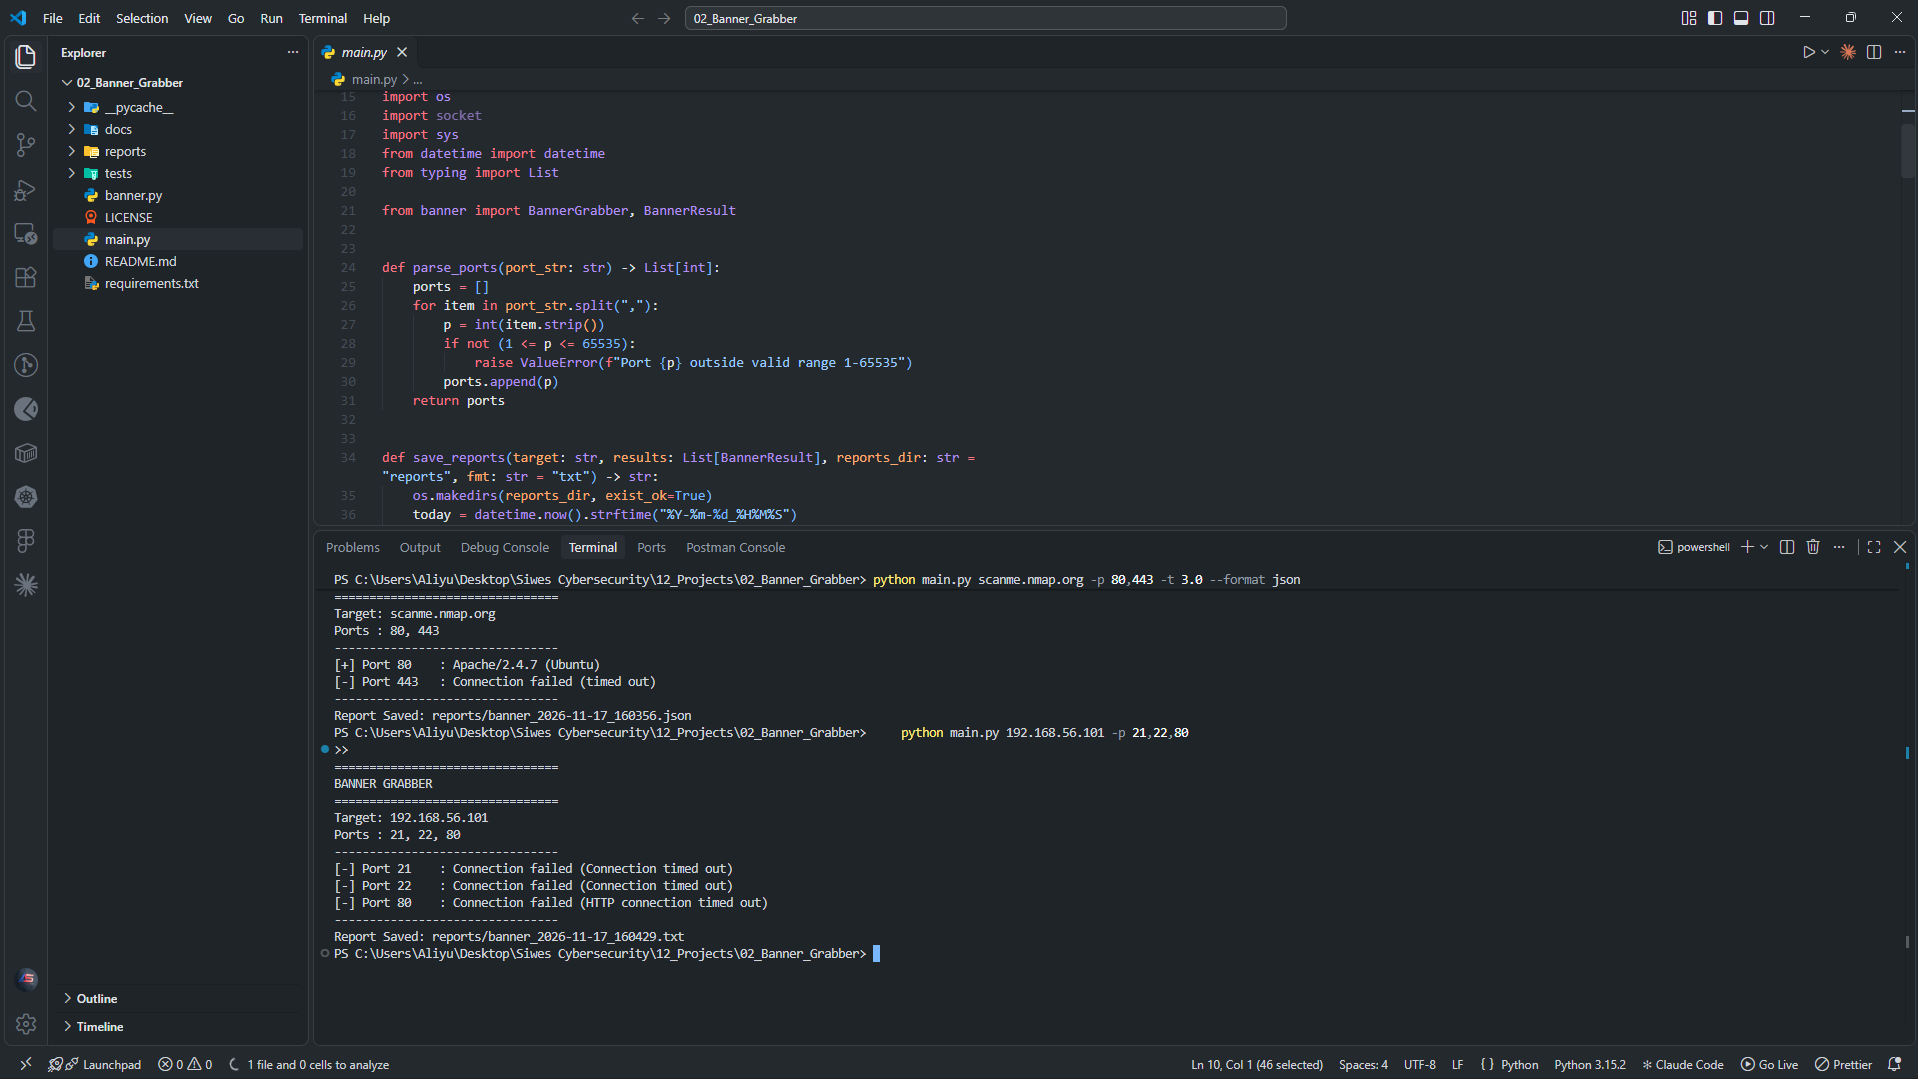 File Edit Selection View Go Run Terminal Help
02_Banner_Grabber
Explorer
02_Banner_Grabber
__pycache__
docs
reports
tests
banner.py
LICENSE
main.py
README.md
requirements.txt
Outline
Timeline
main.py
main.py > ...
15 import os
16 import socket
17 import sys
18 from datetime import datetime
19 from typing import List
20
21 from banner import BannerGrabber, BannerResult
22
23
24 def parse_ports(port_str: str) -> List[int]:
25     ports = []
26     for item in port_str.split(","):
27         p = int(item.strip())
28         if not (1 <= p <= 65535):
29             raise ValueError(f"Port {p} outside valid range 1-65535")
30         ports.append(p)
31     return ports
32
33
34 def save_reports(target: str, results: List[BannerResult], reports_dir: str =
"reports", fmt: str = "txt") -> str:
35     os.makedirs(reports_dir, exist_ok=True)
36     today = datetime.now().strftime("%Y-%m-%d_%H%M%S")
Problems Output Debug Console Terminal Ports Postman Console
powershell
PS C:\Users\Aliyu\Desktop\Siwes Cybersecurity\12_Projects\02_Banner_Grabber> python main.py scanme.nmap.org -p 80,443 -t 3.0 --format json
================================
Target: scanme.nmap.org
Ports : 80, 443
--------------------------------
[+] Port 80    : Apache/2.4.7 (Ubuntu)
[-] Port 443   : Connection failed (timed out)
--------------------------------
Report Saved: reports/banner_2026-11-17_160356.json
PS C:\Users\Aliyu\Desktop\Siwes Cybersecurity\12_Projects\02_Banner_Grabber>     python main.py 192.168.56.101 -p 21,22,80
>>
================================
BANNER GRABBER
================================
Target: 192.168.56.101
Ports : 21, 22, 80
--------------------------------
[-] Port 21    : Connection failed (Connection timed out)
[-] Port 22    : Connection failed (Connection timed out)
[-] Port 80    : Connection failed (HTTP connection timed out)
--------------------------------
Report Saved: reports/banner_2026-11-17_160429.txt
PS C:\Users\Aliyu\Desktop\Siwes Cybersecurity\12_Projects\02_Banner_Grabber>
Launchpad 0 0 1 file and 0 cells to analyze
Ln 10, Col 1 (46 selected) Spaces: 4 UTF-8 LF { } Python Python 3.15.2 Claude Code Go Live Prettier